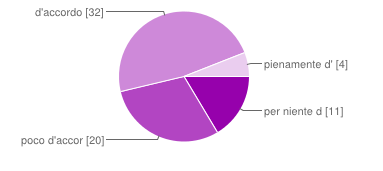 d'accordo [32]
pienamente d' [4]
per niente d [11]
poco d'accor [20]